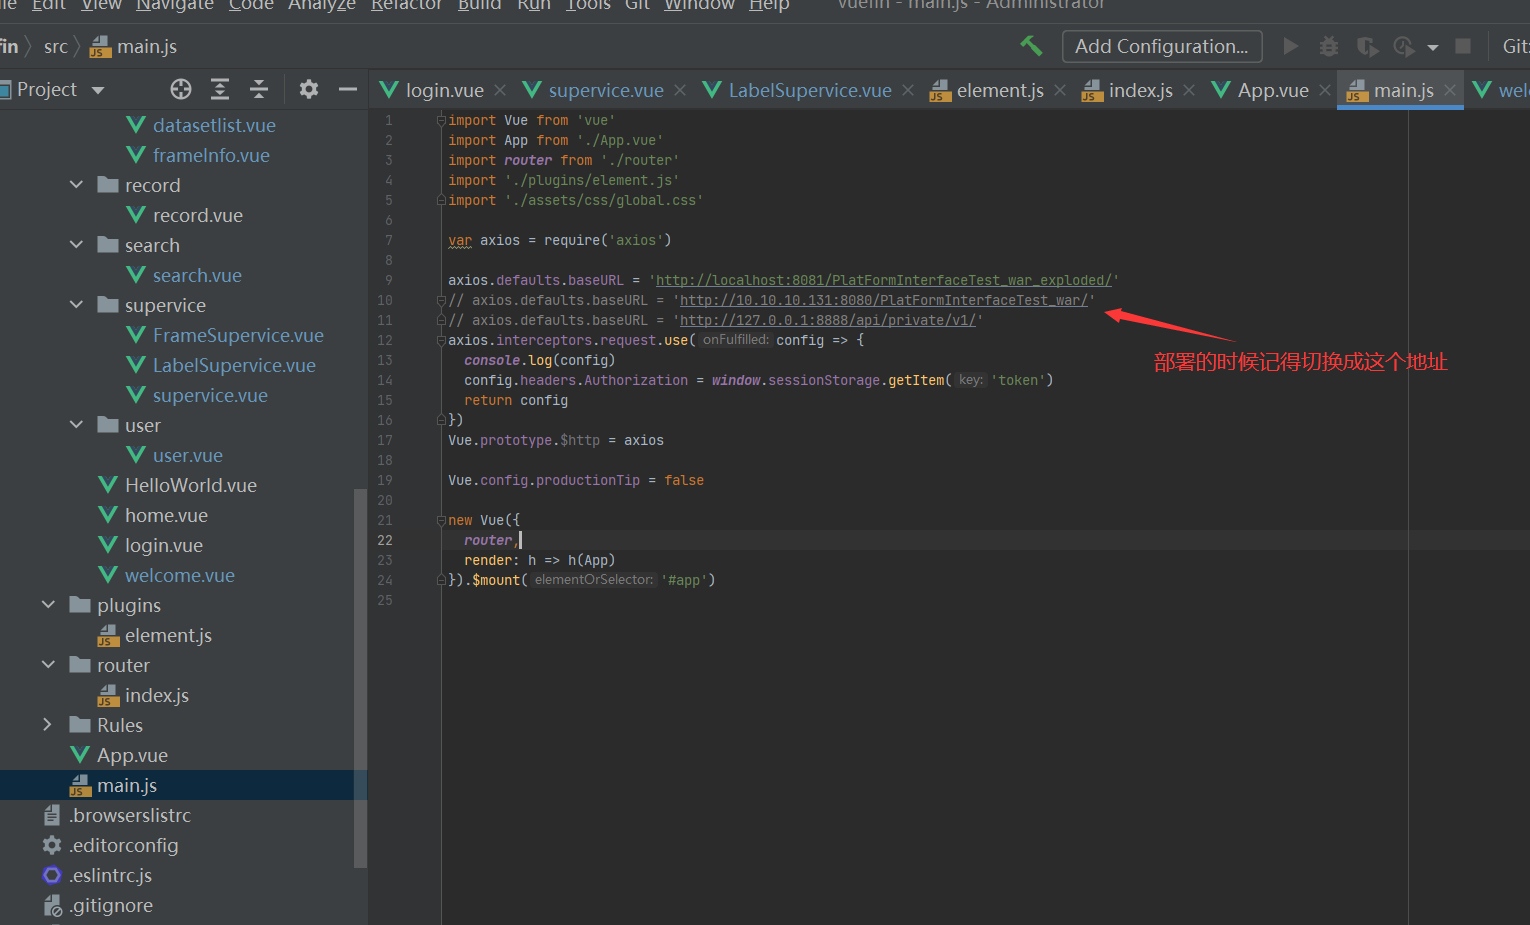 File Edit View Navigate Code Analyze Refactor Build Run Tools Git Window Help vuefin - main.js - Administrator
fin src main.js Add Configuration... Git:
Project login.vue supervice.vue LabelSupervice.vue element.js index.js App.vue main.js wel
datasetlist.vue
frameInfo.vue
record
record.vue
search
search.vue
supervice
FrameSupervice.vue
LabelSupervice.vue
supervice.vue
user
user.vue
HelloWorld.vue
home.vue
login.vue
welcome.vue
plugins
element.js
router
index.js
Rules
App.vue
main.js
.browserslistrc
.editorconfig
.eslintrc.js
.gitignore
1 import Vue from 'vue'
2 import App from './App.vue'
3 import router from './router'
4 import './plugins/element.js'
5 import './assets/css/global.css'
6
7 var axios = require('axios')
8
9 axios.defaults.baseURL = 'http://localhost:8081/PlatFormInterfaceTest_war_exploded/'
10 // axios.defaults.baseURL = 'http://10.10.10.131:8080/PlatFormInterfaceTest_war/'
11 // axios.defaults.baseURL = 'http://127.0.0.1:8888/api/private/v1/'
12 axios.interceptors.request.use( onFulfilled: config => {
13 console.log(config)
14 config.headers.Authorization = window.sessionStorage.getItem( key: 'token')
15 return config
16 })
17 Vue.prototype.$http = axios
18
19 Vue.config.productionTip = false
20
21 new Vue({
22 router,
23 render: h => h(App)
24 }).$mount( elementOrSelector: '#app')
25
部署的时候记得切换成这个地址